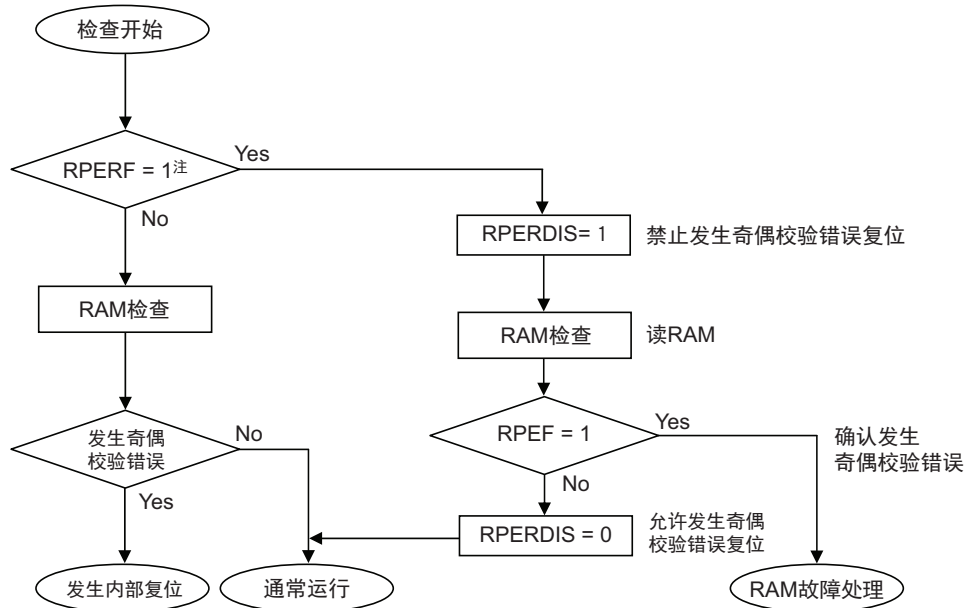 检查开始
RPERF = 1注
Yes
No
RPERDIS= 1
禁止发生奇偶校验错误复位
RAM检查
RAM检查
读RAM
发生奇偶
校验错误
No
Yes
RPEF = 1
Yes
No
确认发生
奇偶校验错误
RPERDIS = 0
允许发生奇偶
校验错误复位
发生内部复位
通常运行
RAM故障处理